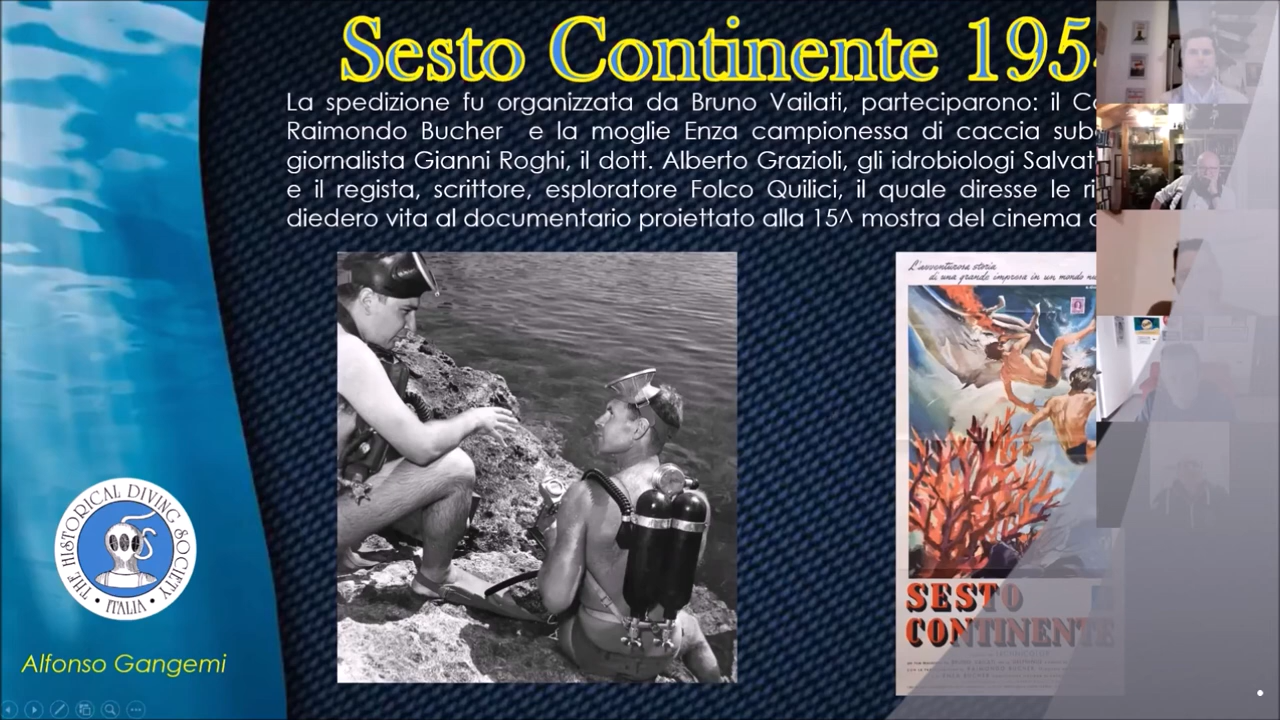 Sesto Continente 195
La spedizione fu organizzata da Bruno Vailati, parteciparono: il
Raimondo Bucher e la moglie Enza campionessa di caccia sub
giornalista Gianni Roghi, il dott. Alberto Grazioli, gli idrobiologi Salvat
e il regista, scrittore, esploratore Folco Quilici, il quale diresse le ri
diedero vita al documentario proiettato alla 15^ mostra del cinema
L'avventurosa storia
di una grande impresa in un mondo
SESTO
CONTINENTE
THE HISTORICAL DIVING SOCIETY
• ITALIA •
Alfonso Gangemi